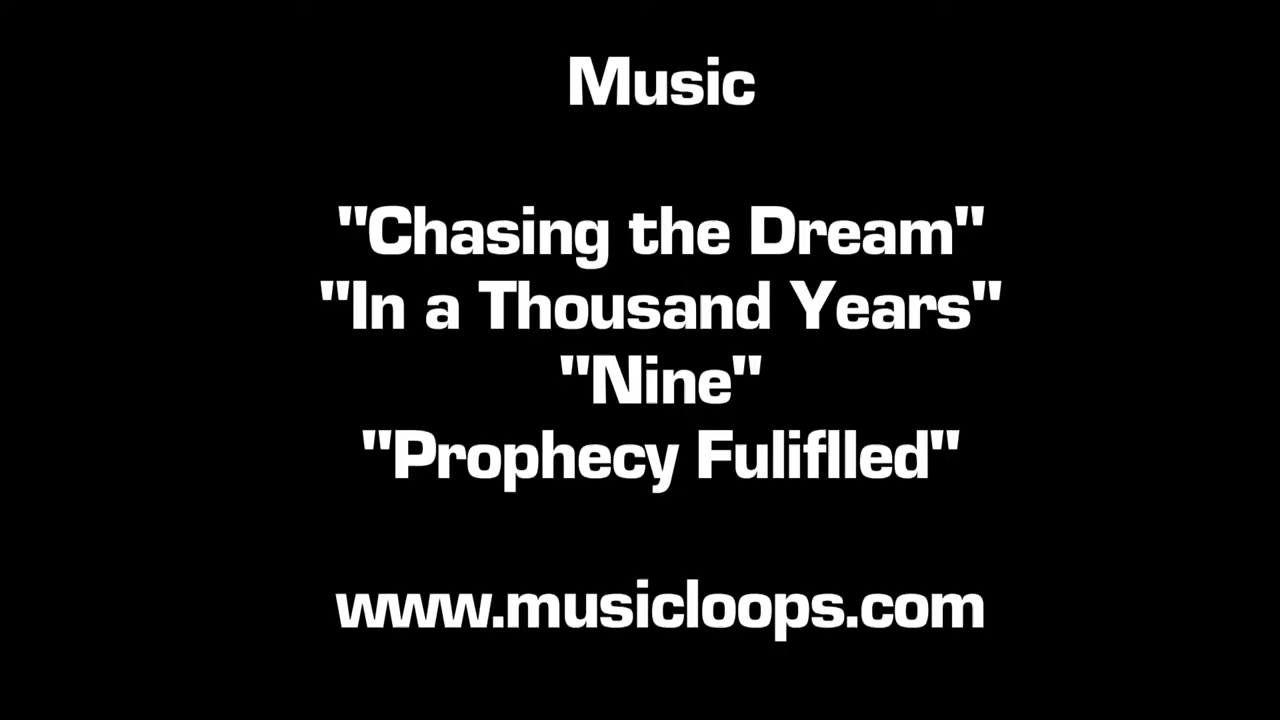 Music
"Chasing the Dream"
"In a Thousand Years"
"Nine"
"Prophecy Fuliflled"
www.musicloops.com